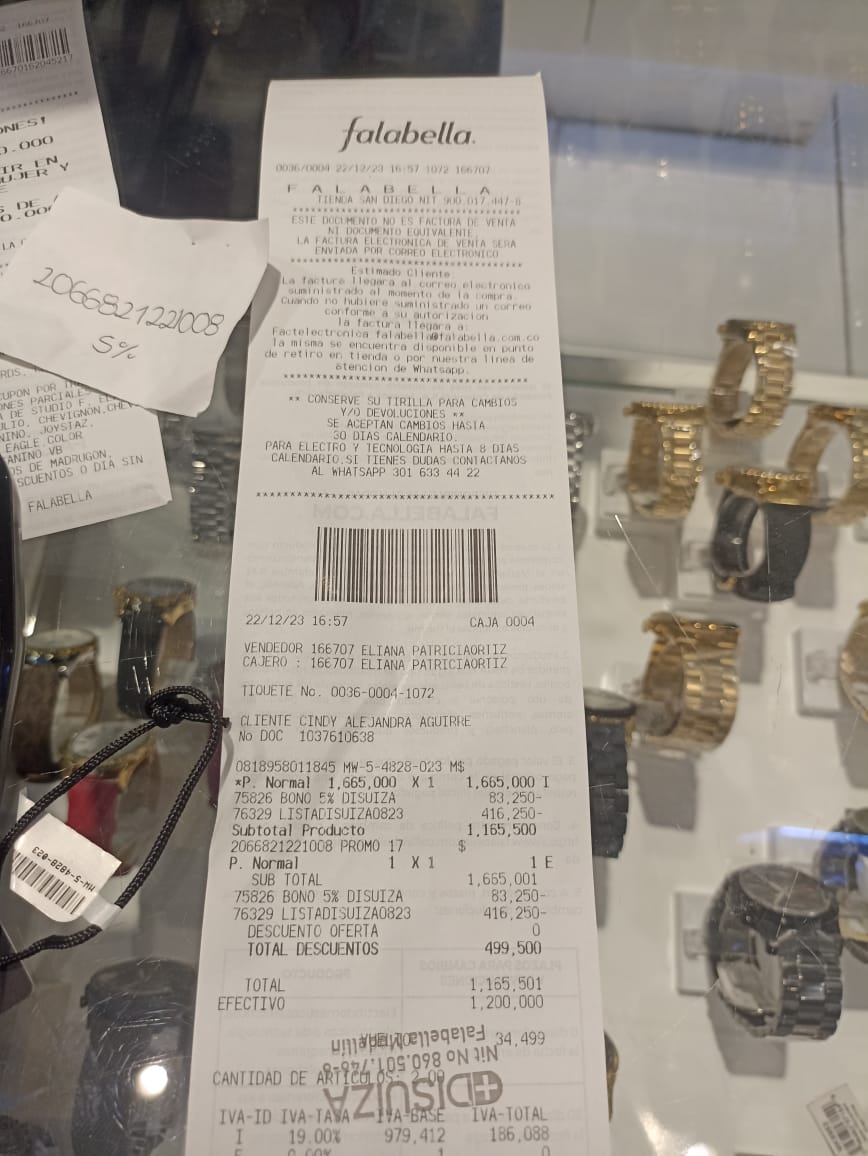 falabella.
0036/0004 22/12/23 16:57 1072 166707
F A L A B E L L A
TIENDA SAN DIEGO NIT 900.017.447-8
ESTE DOCUMENTO NO ES FACTURA DE VENTA
NI DOCUMENTO EQUIVALENTE.
LA FACTURA ELECTRONICA DE VENTA SERA
ENVIADA POR CORREO ELECTRONICO
Estimado Cliente:
La factura llegara al correo electronico
suministrado al momento de la compra.
Cuando no hubiere suministrado un correo
conforme a su autorizacion
la factura llegara a:
Factelectronica falabella@falabella.com.co
la misma se encuentra disponible en punto
de retiro en tienda o por nuestra linea de
atencion de Whatsapp.
** CONSERVE SU TIRILLA PARA CAMBIOS
Y/O DEVOLUCIONES **
SE ACEPTAN CAMBIOS HASTA
30 DIAS CALENDARIO.
PARA ELECTRO Y TECNOLOGIA HASTA 8 DIAS
CALENDARIO.SI TIENES DUDAS CONTACTANOS
AL WHATSAPP 301 633 44 22
22/12/23 16:57 CAJA 0004
VENDEDOR 166707 ELIANA PATRICIAORTIZ
CAJERO : 166707 ELIANA PATRICIAORTIZ
TIQUETE No. 0036-0004-1072
CLIENTE CINDY ALEJANDRA AGUIRRE
No DOC 1037610638
0818958011845 MW-5-4828-023 M$
*P. Normal 1,665,000 X 1 1,665,000 I
75826 BONO 5% DISUIZA 83,250-
76329 LISTADISUIZA0823 416,250-
Subtotal Producto 1,165,500
2066821221008 PROMO 17 $
P. Normal 1 X 1 1 E
SUB TOTAL 1,665,001
75826 BONO 5% DISUIZA 83,250-
76329 LISTADISUIZA0823 416,250-
DESCUENTO OFERTA 0
TOTAL DESCUENTOS 499,500
TOTAL 1,165,501
EFECTIVO 1,200,000
34,499
CANTIDAD DE ARTICULOS: 2.00
IVA-ID IVA-TASA IVA-BASE IVA-TOTAL
I 19.00% 979,412 186,088
DISUIZA
Nit No 860.501.746-8
Falabella
2066821221008
5%
EAGLE COLOR
FALABELLA
MW-5-4828-023